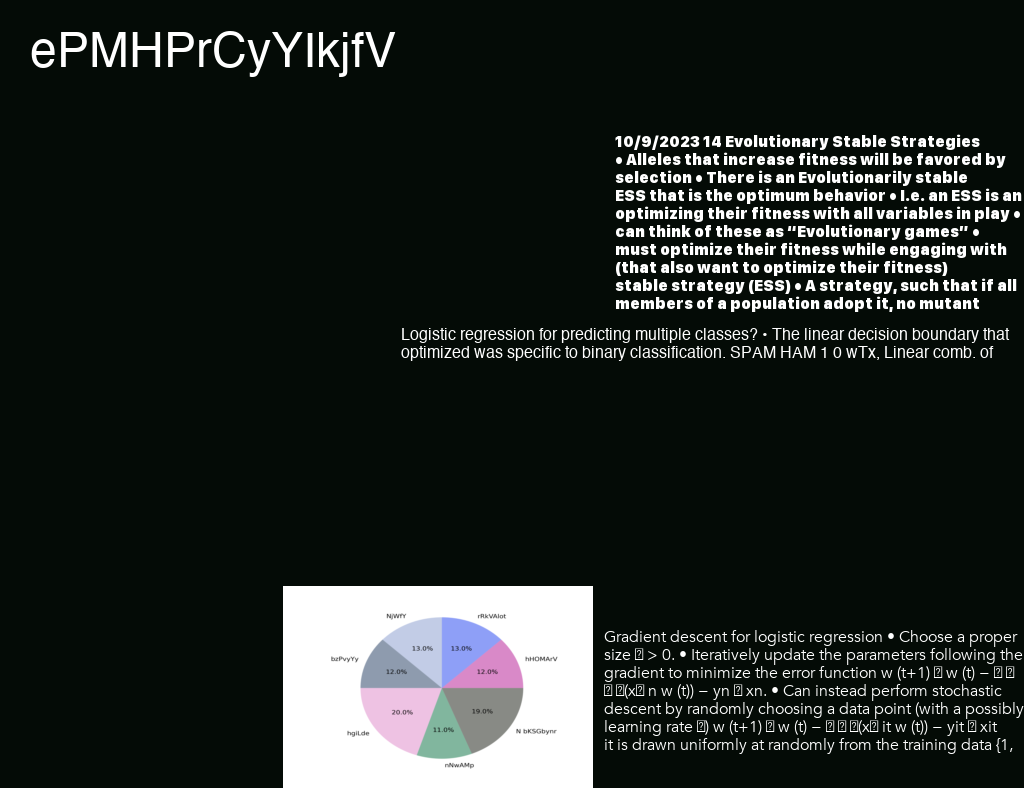 ePMHPrCyYIkjfV
10/9/2023 14 Evolutionary Stable Strategies
• Alleles that increase fitness will be favored by
selection • There is an Evolutionarily stable
ESS that is the optimum behavior • I.e. an ESS is an
optimizing their fitness with all variables in play •
can think of these as “Evolutionary games” •
must optimize their fitness while engaging with
(that also want to optimize their fitness)
stable strategy (ESS) • A strategy, such that if all
members of a population adopt it, no mutant
Logistic regression for predicting multiple classes? • The linear decision boundary that
optimized was specific to binary classification. SPAM HAM 1 0 wTx, Linear comb. of
NjWfY
rRkVAlot
bzPvyYy
13.0%
13.0%
hHOMArV
12.0%
12.0%
20.0%
19.0%
hgiLde
11.0%
N bKSGbynr
nNwAMp
Gradient descent for logistic regression • Choose a proper
size > 0. • Iteratively update the parameters following the
gradient to minimize the error function w (t+1) w (t) −
(x n w (t)) − yn xn. • Can instead perform stochastic
descent by randomly choosing a data point (with a possibly
learning rate ) w (t+1) w (t) − (x it w (t)) − yit xit
it is drawn uniformly at randomly from the training data {1,